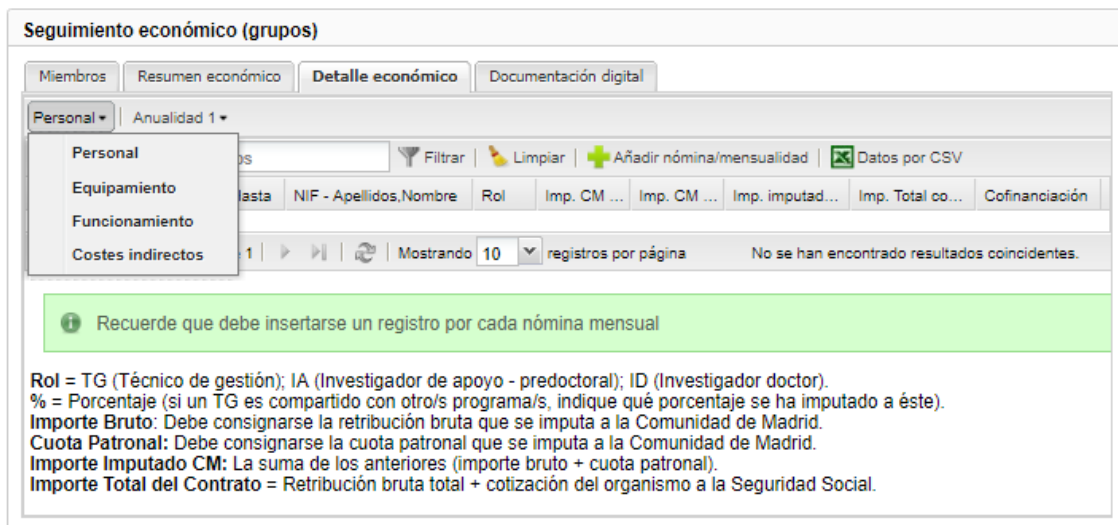 Seguimiento económico (grupos)
Miembros Resumen económico Detalle económico Documentación digital
Personal Anualidad 1
Personal
Equipamiento
Funcionamiento
Costes indirectos
os Filtrar Limpiar Añadir nómina/mensualidad Datos por CSV
lasta NIF - Apellidos,Nombre Rol Imp. CM ... Imp. CM ... Imp. imputad... Imp. Total co... Cofinanciación
1 Mostrando 10 registros por página No se han encontrado resultados coincidentes.
Recuerde que debe insertarse un registro por cada nómina mensual
Rol = TG (Técnico de gestión); IA (Investigador de apoyo - predoctoral); ID (Investigador doctor).
% = Porcentaje (si un TG es compartido con otro/s programa/s, indique qué porcentaje se ha imputado a éste).
Importe Bruto: Debe consignarse la retribución bruta que se imputa a la Comunidad de Madrid.
Cuota Patronal: Debe consignarse la cuota patronal que se imputa a la Comunidad de Madrid.
Importe Imputado CM: La suma de los anteriores (importe bruto + cuota patronal).
Importe Total del Contrato = Retribución bruta total + cotización del organismo a la Seguridad Social.